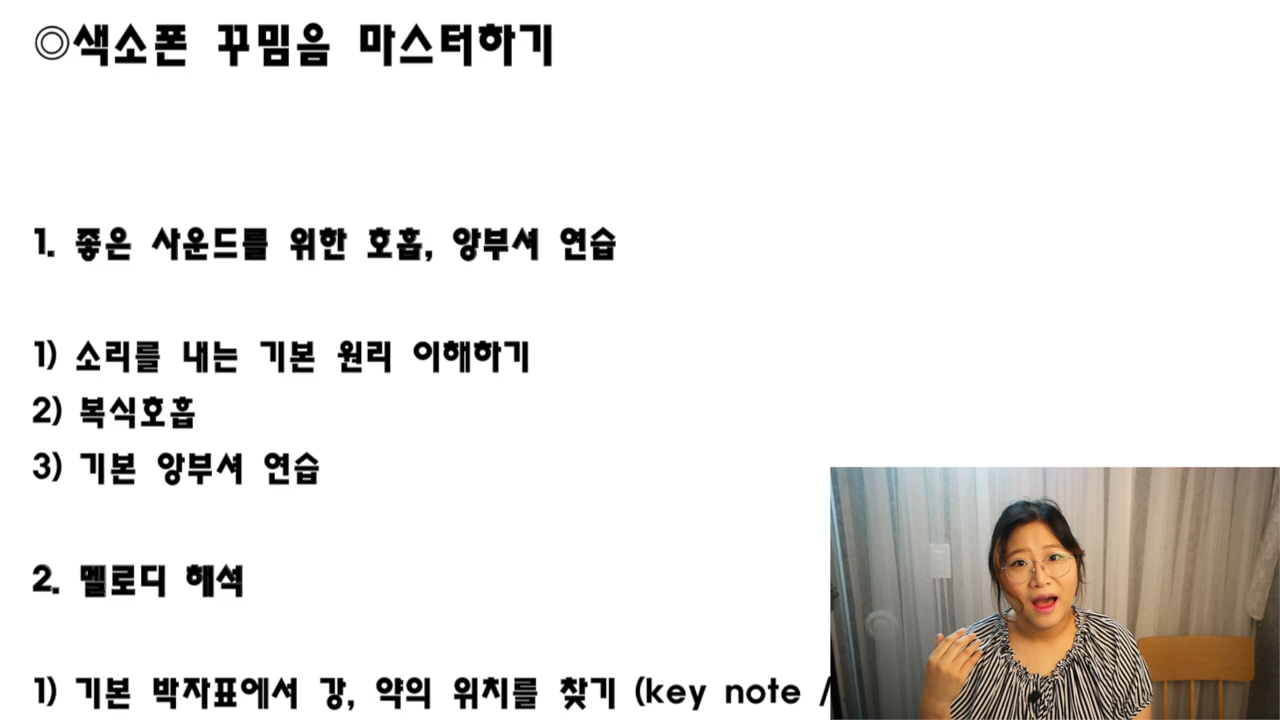 ◎색소폰 꾸밈음 마스터하기
1. 좋은 사운드를 위한 호흡, 앙부셔 연습
1) 소리를 내는 기본 원리 이해하기
2) 복식호흡
3) 기본 앙부셔 연습
2. 멜로디 해석
1) 기본 박자표에서 강, 약의 위치를 찾기 (key note /